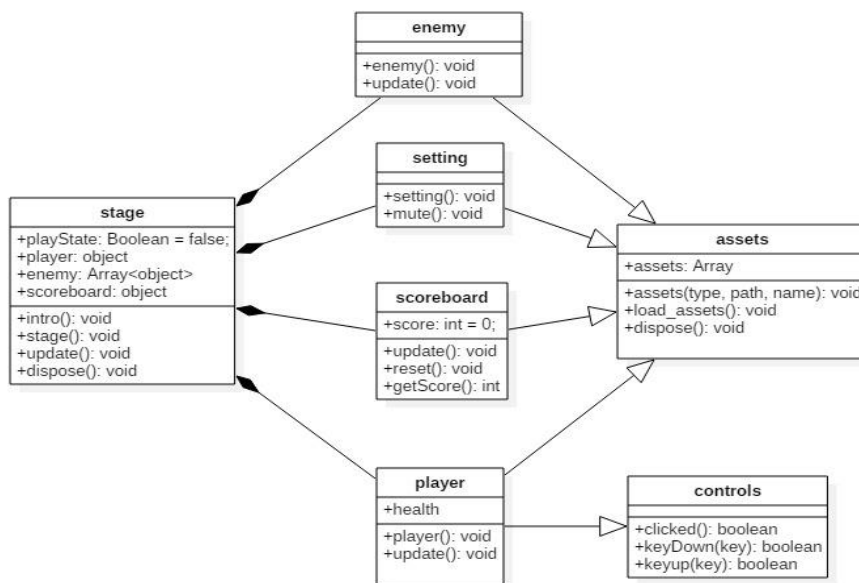 enemy
+enemy(): void
+update(): void
setting
+setting(): void
+mute(): void
stage
+playState: Boolean = false;
+player: object
+enemy: Array<object>
+scoreboard: object
+intro(): void
+stage(): void
+update(): void
+dispose(): void
scoreboard
+score: int = 0;
+update(): void
+reset(): void
+getScore(): int
assets
+assets: Array
+assets(type, path, name): void
+load_assets(): void
+dispose(): void
player
+health
+player(): void
+update(): void
controls
+clicked(): boolean
+keyDown(key): boolean
+keyup(key): boolean